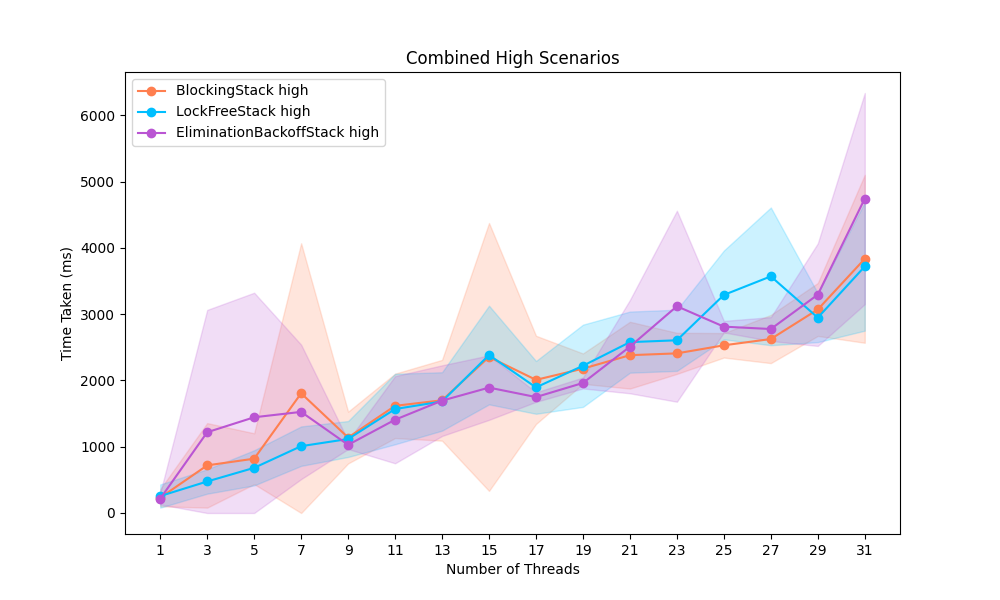 Combined High Scenarios
BlockingStack high
LockFreeStack high
EliminationBackoffStack high
Time Taken (ms)
6000
5000
4000
3000
2000
1000
0
1 3 5 7 9 11 13 15 17 19 21 23 25 27 29 31
Number of Threads